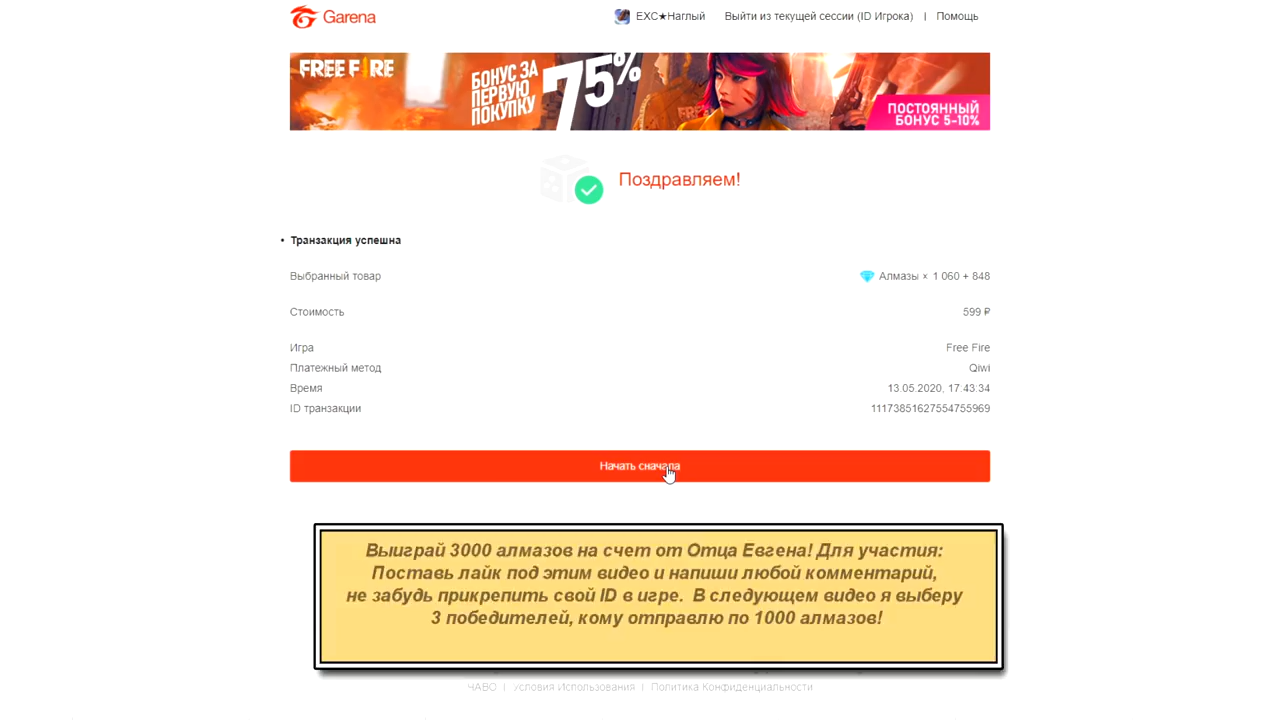 Garena
EXC★Наглый Выйти из текущей сессии (ID Игрока) | Помощь
FREE FIRE
БОНУС ЗА
ПЕРВУЮ
ПОКУПКУ
75%
ПОСТОЯННЫЙ
БОНУС 5-10%
Поздравляем!
• Транзакция успешна
Выбранный товар Алмазы × 1 060 + 848
Стоимость 599 ₽
Игра Free Fire
Платежный метод Qiwi
Время 13.05.2020, 17:43:34
ID транзакции 11173851627554755969
Начать сначала
Выиграй 3000 алмазов на счет от Отца Евгена! Для участия:
Поставь лайк под этим видео и напиши любой комментарий,
не забудь прикрепить свой ID в игре. В следующем видео я выберу
3 победителей, кому отправлю по 1000 алмазов!
ЧАВО | Условия Использования | Политика Конфиденциальности